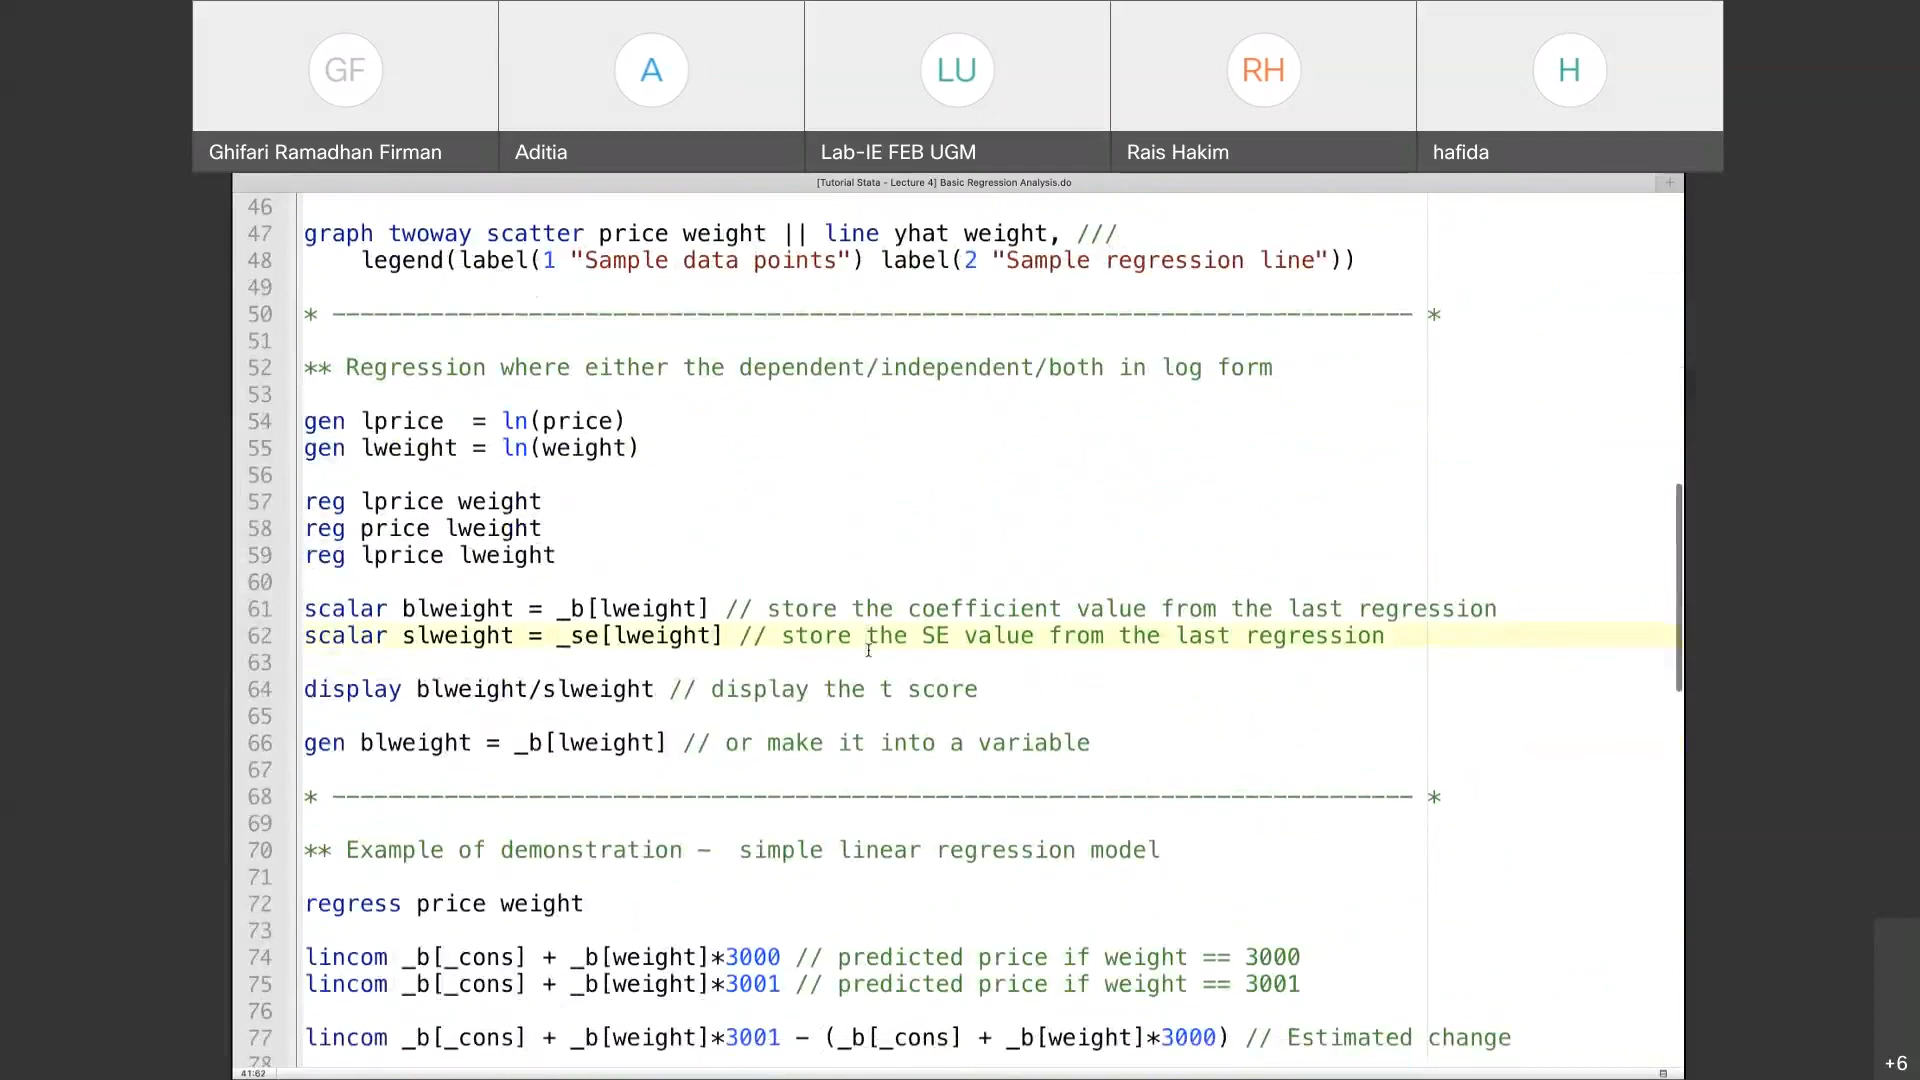 GF
A
LU
RH
H
Ghifari Ramadhan Firman
Aditia
Lab-IE FEB UGM
Rais Hakim
hafida
[Tutorial Stata - Lecture 4] Basic Regression Analysis.do
+
46
47 graph twoway scatter price weight || line yhat weight, ///
48 legend(label(1 "Sample data points") label(2 "Sample regression line"))
49
50 * ----------------------------------------------------------------------------- *
51
52 ** Regression where either the dependent/independent/both in log form
53
54 gen lprice  = ln(price)
55 gen lweight = ln(weight)
56
57 reg lprice weight
58 reg price lweight
59 reg lprice lweight
60
61 scalar blweight = _b[lweight] // store the coefficient value from the last regression
62 scalar slweight = _se[lweight] // store the SE value from the last regression
63
64 display blweight/slweight // display the t score
65
66 gen blweight = _b[lweight] // or make it into a variable
67
68 * ----------------------------------------------------------------------------- *
69
70 ** Example of demonstration -  simple linear regression model
71
72 regress price weight
73
74 lincom _b[_cons] + _b[weight]*3000 // predicted price if weight == 3000
75 lincom _b[_cons] + _b[weight]*3001 // predicted price if weight == 3001
76
77 lincom _b[_cons] + _b[weight]*3001 - (_b[_cons] + _b[weight]*3000) // Estimated change
78
41:62
+6